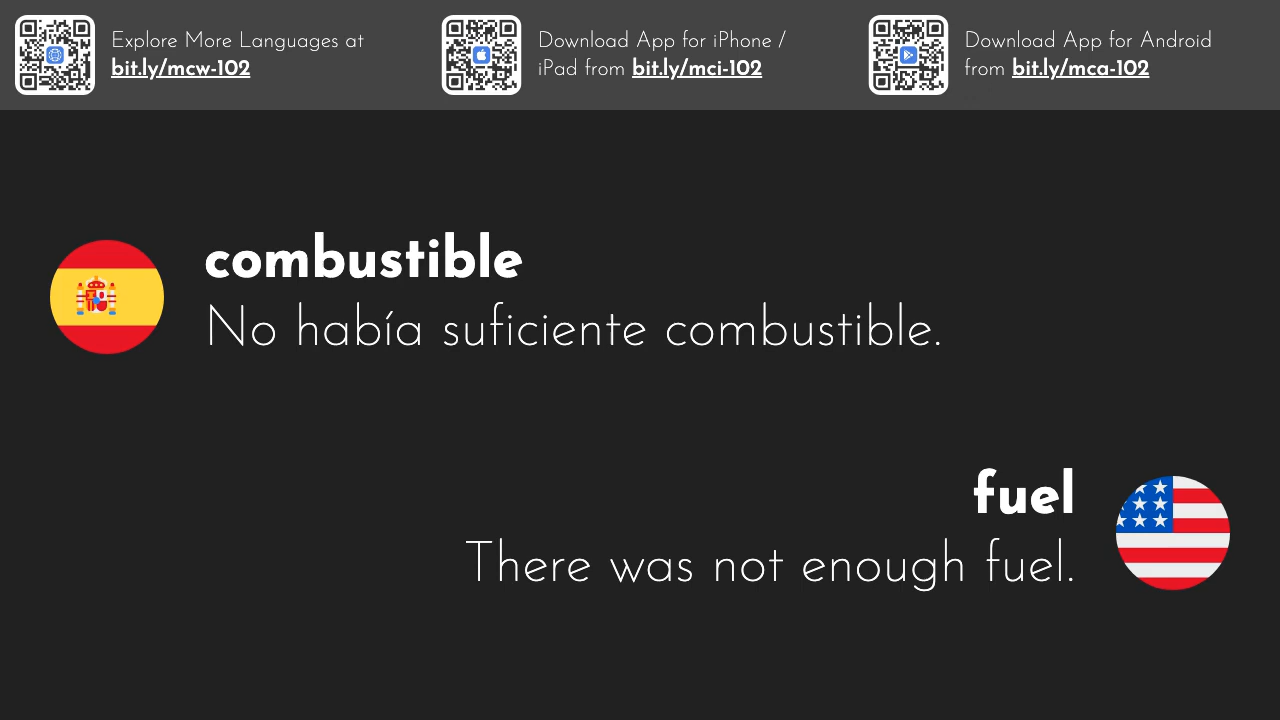 Explore More Languages at
bit.ly/mcw-102
Download App for iPhone /
iPad from bit.ly/mci-102
Download App for Android
from bit.ly/mca-102
combustible
No había suficiente combustible.
fuel
There was not enough fuel.